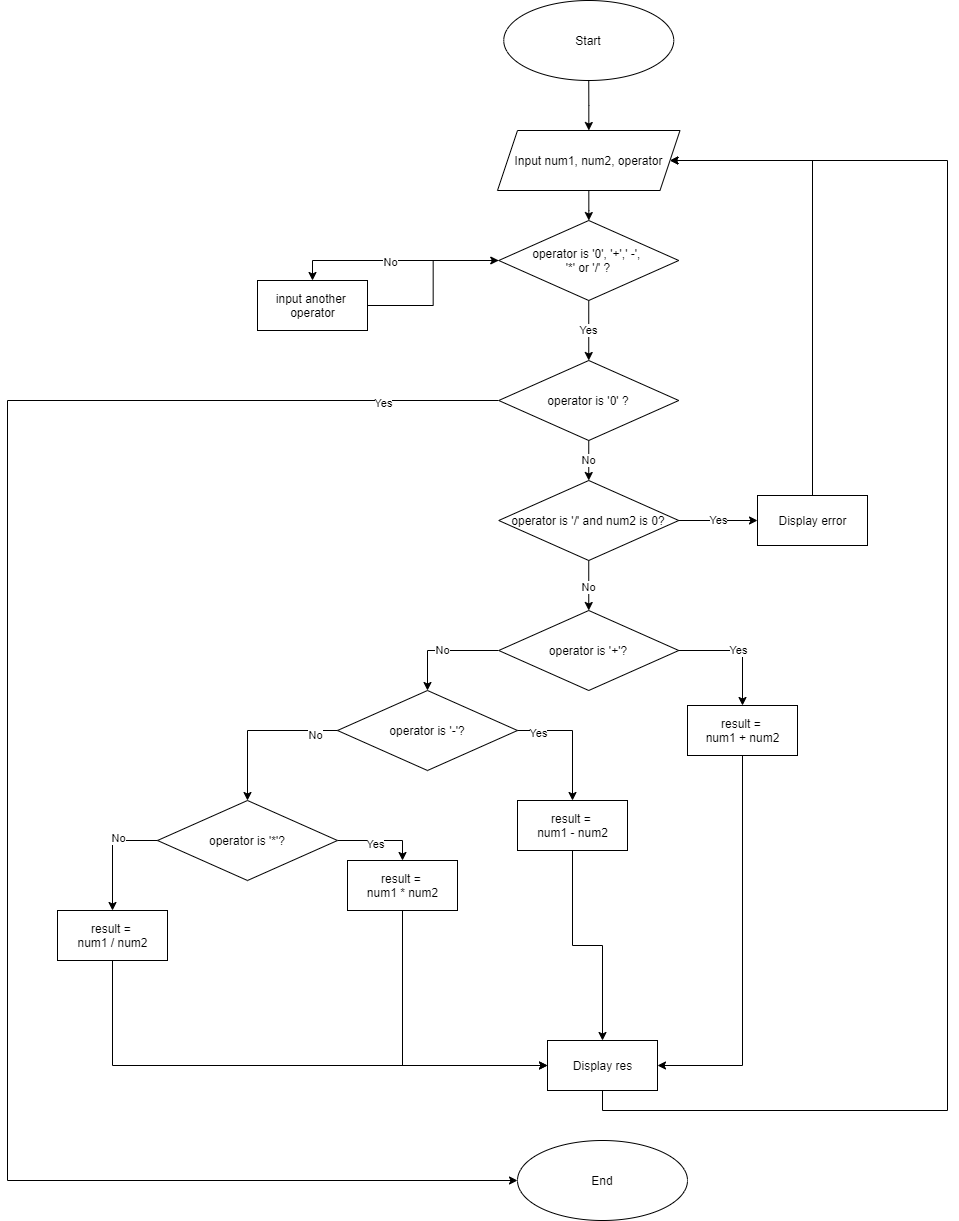 Start
Input num1, num2, operator
operator is '0', '+',' -',
'*' or '/' ?
No
input another
operator
Yes
operator is '0' ?
Yes
No
operator is '/' and num2 is 0?
Yes
Display error
No
operator is '+'?
No
Yes
operator is '-'?
result =
num1 + num2
No
Yes
result =
num1 - num2
operator is '*'?
No
Yes
result =
num1 * num2
result =
num1 / num2
Display res
End